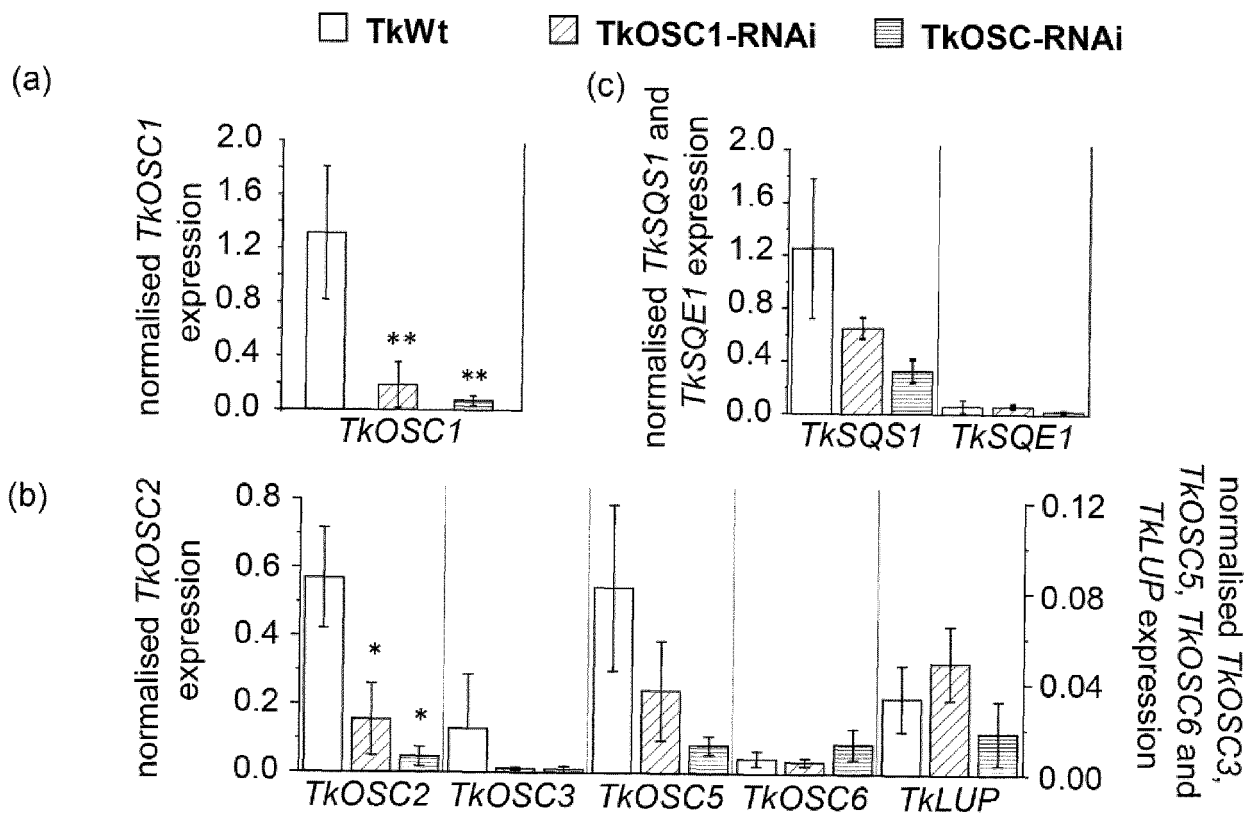 TkWt TkOSC1-RNAi TkOSC-RNAi
(a)
normalised TkOSC1
expression
2.0
1.6
1.2
0.8
0.4
0.0
** **
TkOSC1
(c)
normalised TkSQS1 and
TkSQE1 expression
2.0
1.6
1.2
0.8
0.4
0.0
TkSQS1 TkSQE1
(b)
normalised TkOSC2
expression
0.8
0.6
0.4
0.2
0.0
* *
TkOSC2 TkOSC3 TkOSC5 TkOSC6 TkLUP
0.12
0.08
0.04
0.00
normalised TkOSC3,
TkOSC5, TkOSC6 and
TkLUP expression